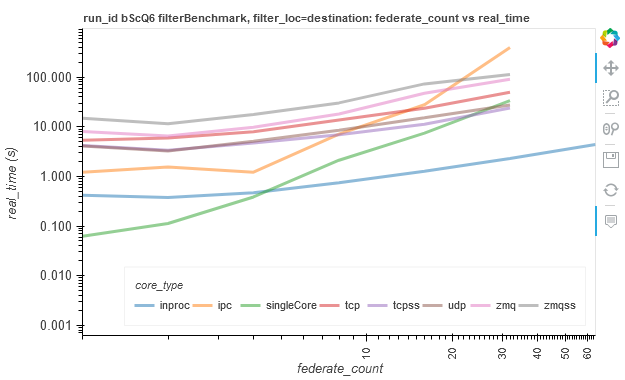 run_id bScQ6 filterBenchmark, filter_loc=destination: federate_count vs real_time
real_time (s)
100.000
10.000
1.000
0.100
0.010
0.001
core_type
inproc ipc singleCore tcp tcpss udp zmq zmqss
10 20 30 40 50 60
federate_count